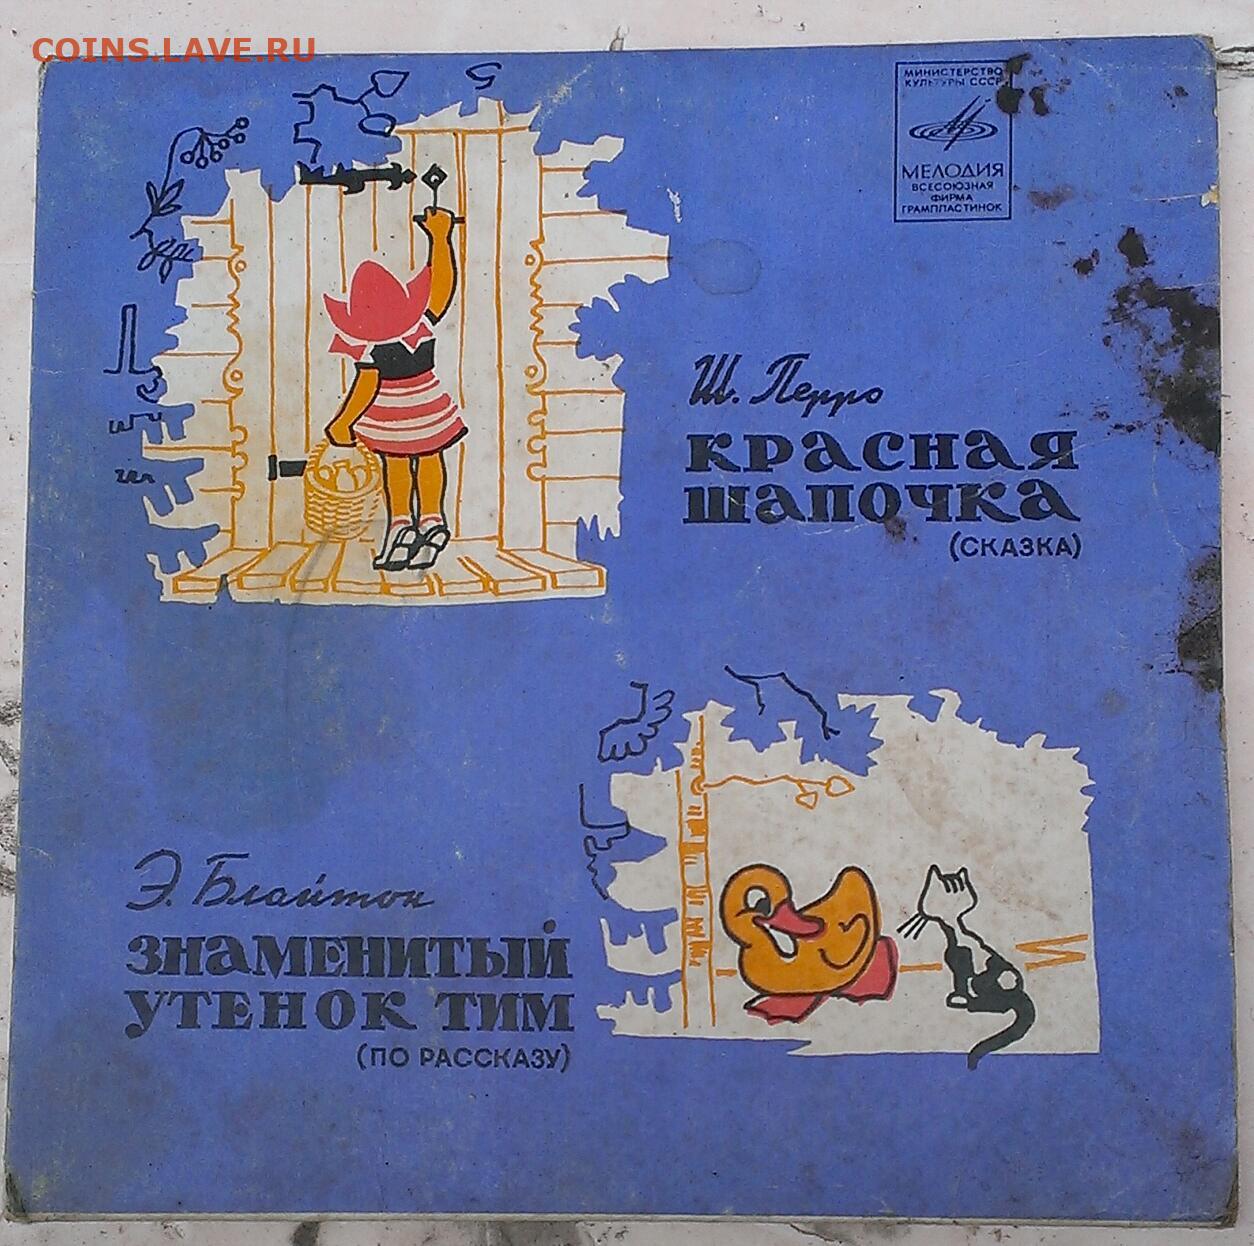 COINS.LAVE.RU
МИНИСТЕРСТВО
КУЛЬТУРЫ СССР
МЕЛОДИЯ
ВСЕСОЮЗНАЯ
ФИРМА
ГРАМПЛАСТИНОК
Ш. Перро
КРАСНАЯ
ШАПОЧКА
(СКАЗКА)
Э. Блайтон
ЗНАМЕНИТЫЙ
УТЕНОК ТИМ
(ПО РАССКАЗУ)